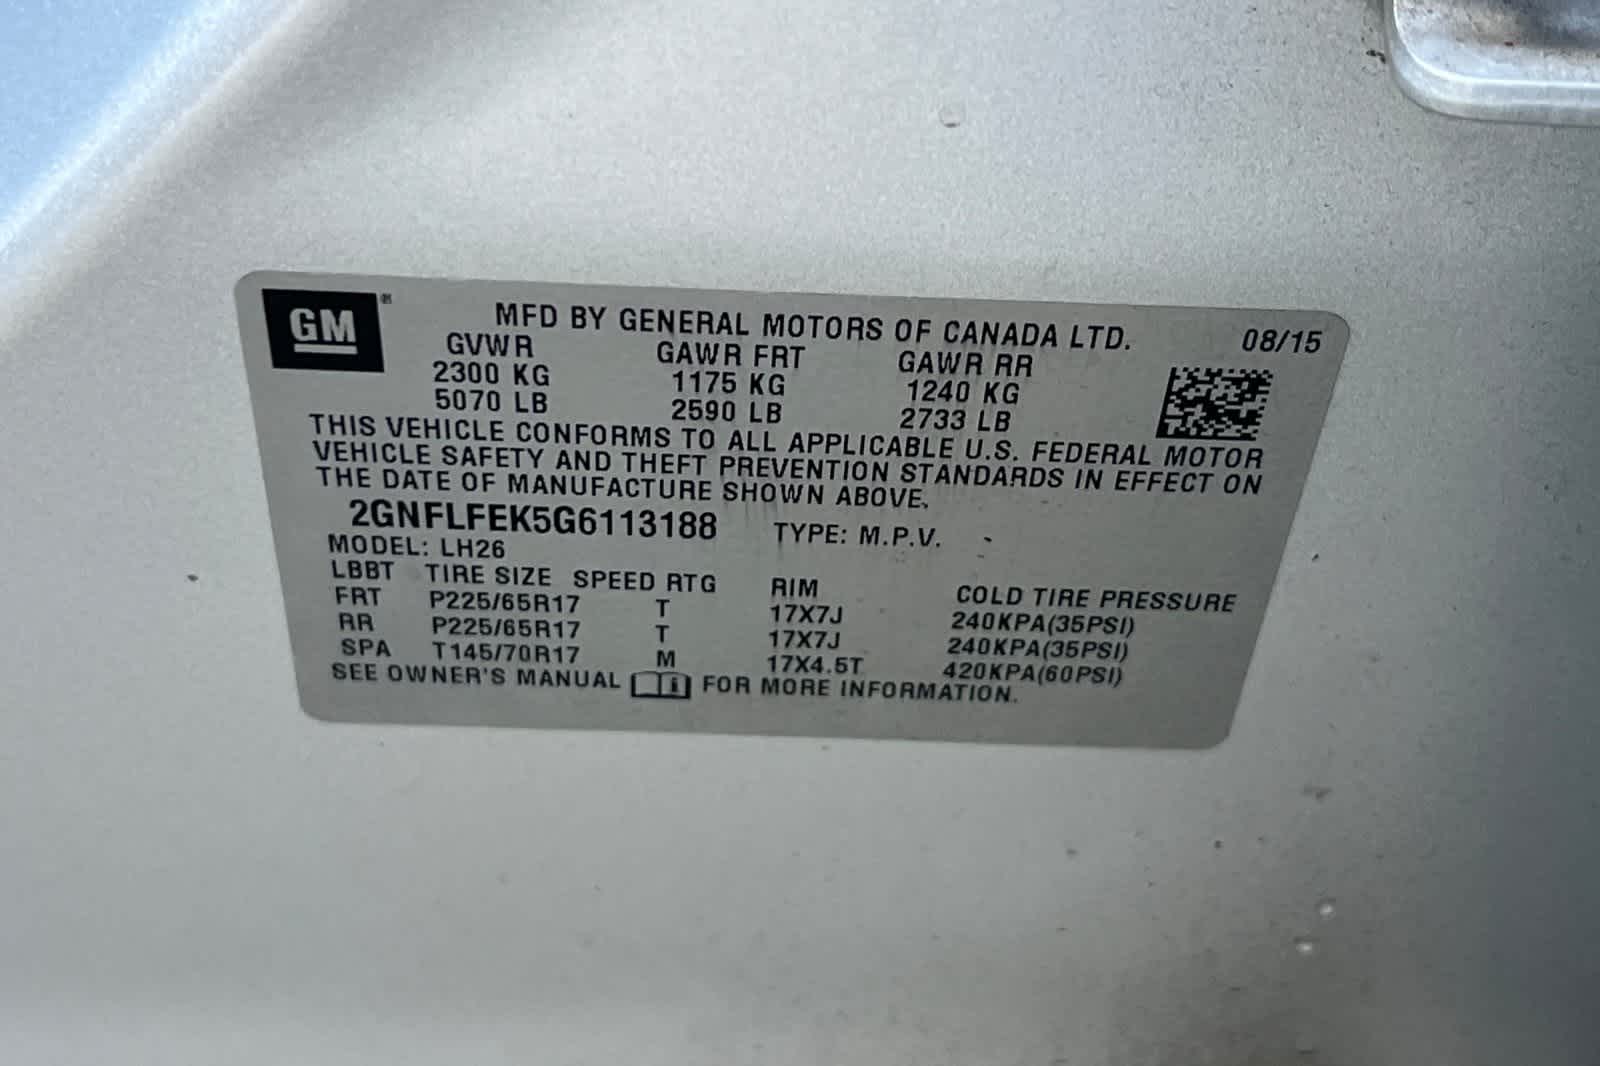 GM®
MFD BY GENERAL MOTORS OF CANADA LTD. 08/15
GVWR GAWR FRT GAWR RR
2300 KG 1175 KG 1240 KG
5070 LB 2590 LB 2733 LB
THIS VEHICLE CONFORMS TO ALL APPLICABLE U.S. FEDERAL MOTOR
VEHICLE SAFETY AND THEFT PREVENTION STANDARDS IN EFFECT ON
THE DATE OF MANUFACTURE SHOWN ABOVE.
2GNFLFEK5G6113188 TYPE: M.P.V.
MODEL: LH26
LBBT TIRE SIZE SPEED RTG RIM COLD TIRE PRESSURE
FRT P225/65R17 T 17X7J 240KPA(35PSI)
RR P225/65R17 T 17X7J 240KPA(35PSI)
SPA T145/70R17 M 17X4.5T 420KPA(60PSI)
SEE OWNER'S MANUAL i FOR MORE INFORMATION.